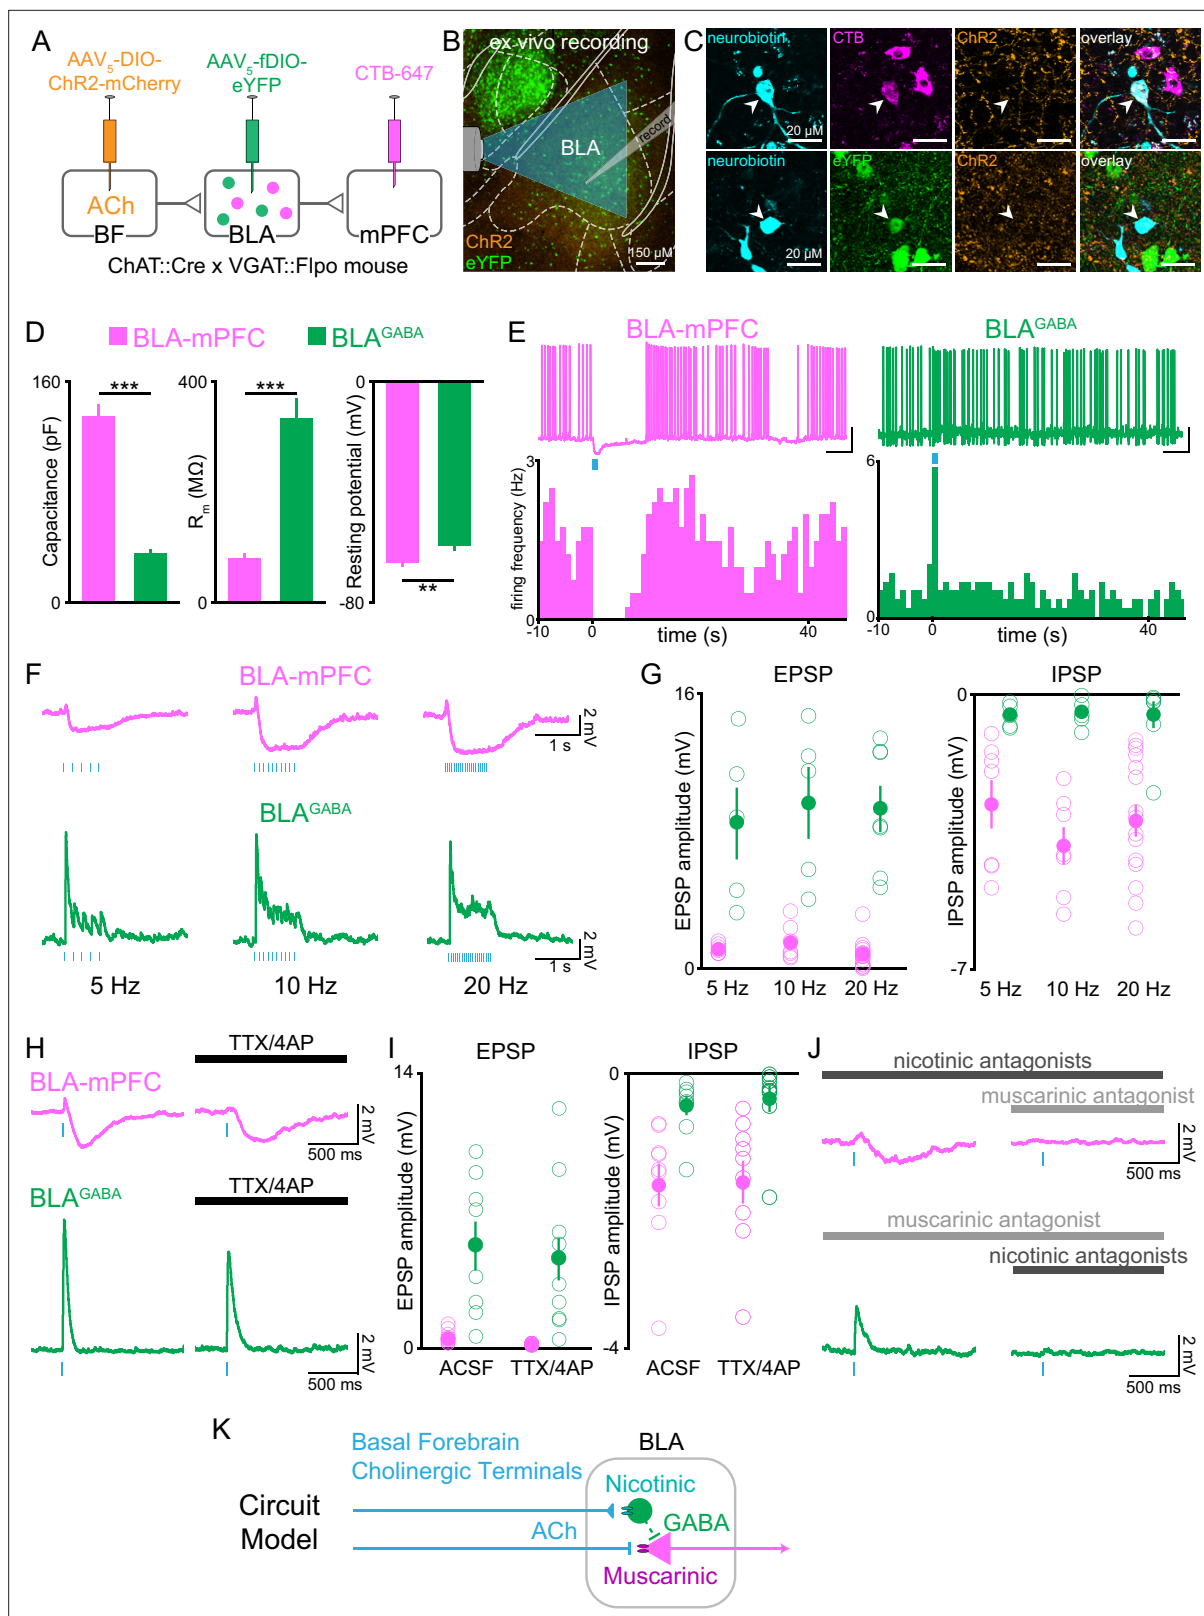 A
AAV5-DIO-
ChR2-mCherry
AAV5-fDIO-
eYFP
CTB-647
ACh
BF
BLA
mPFC
ChAT::Cre x VGAT::Flpo mouse
B
ex vivo recording
BLA
record
ChR2
eYFP
150 µM
C
neurobiotin
CTB
ChR2
overlay
20 µM
neurobiotin
eYFP
ChR2
overlay
20 µM
D
BLA-mPFC
BLAGABA
160
***
Capacitance (pF)
0
400
***
Rm (MΩ)
0
0
Resting potential (mV)
**
-80
E
BLA-mPFC
BLAGABA
3
firing frequency (Hz)
0
-10
0
40
time (s)
6
0
-10
0
40
time (s)
F
BLA-mPFC
2 mV
1 s
BLAGABA
2 mV
1 s
5 Hz
10 Hz
20 Hz
G
EPSP
16
EPSP amplitude (mV)
0
5 Hz
10 Hz
20 Hz
IPSP
0
IPSP amplitude (mV)
-7
5 Hz
10 Hz
20 Hz
H
TTX/4AP
BLA-mPFC
2 mV
500 ms
TTX/4AP
BLAGABA
2 mV
500 ms
I
EPSP
14
EPSP amplitude (mV)
0
ACSF
TTX/4AP
IPSP
0
IPSP amplitude (mV)
-4
ACSF
TTX/4AP
J
nicotinic antagonists
muscarinic antagonist
2 mV
500 ms
muscarinic antagonist
nicotinic antagonists
2 mV
500 ms
K
Circuit
Model
Basal Forebrain
Cholinergic Terminals
ACh
BLA
Nicotinic
GABA
Muscarinic